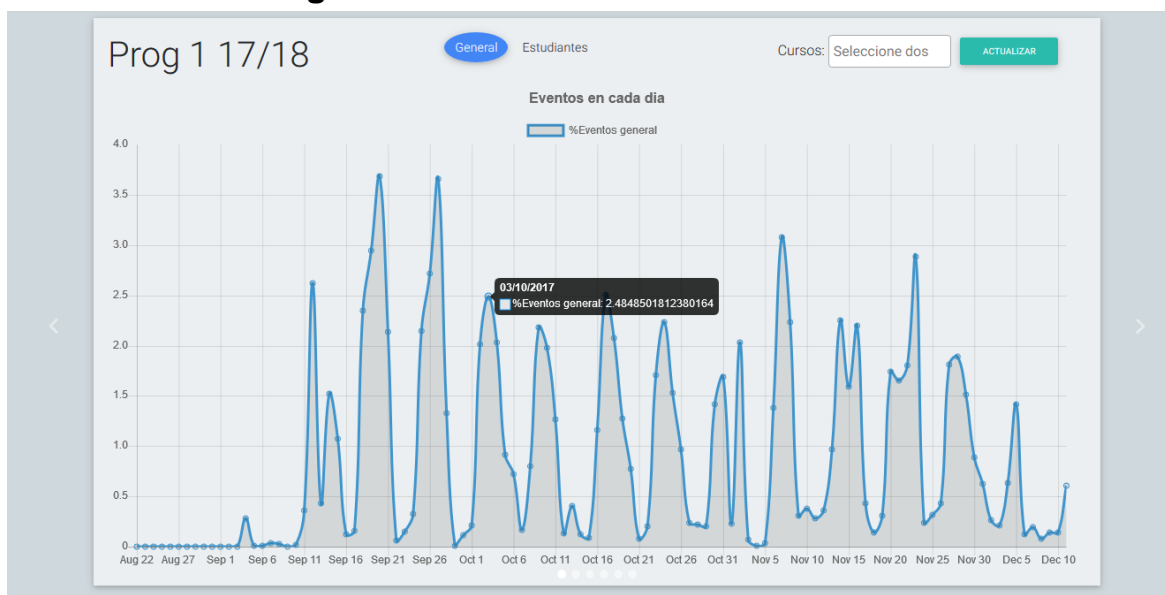 Prog 1 17/18
General
Estudiantes
Cursos:
Seleccione dos
ACTUALIZAR
Eventos en cada dia
%Eventos general
4.0
3.5
3.0
2.5
2.0
1.5
1.0
0.5
0
03/10/2017
%Eventos general: 2.4848501812380164
Aug 22 Aug 27 Sep 1 Sep 6 Sep 11 Sep 16 Sep 21 Sep 26 Oct 1 Oct 6 Oct 11 Oct 16 Oct 21 Oct 26 Oct 31 Nov 5 Nov 10 Nov 15 Nov 20 Nov 25 Nov 30 Dec 5 Dec 10